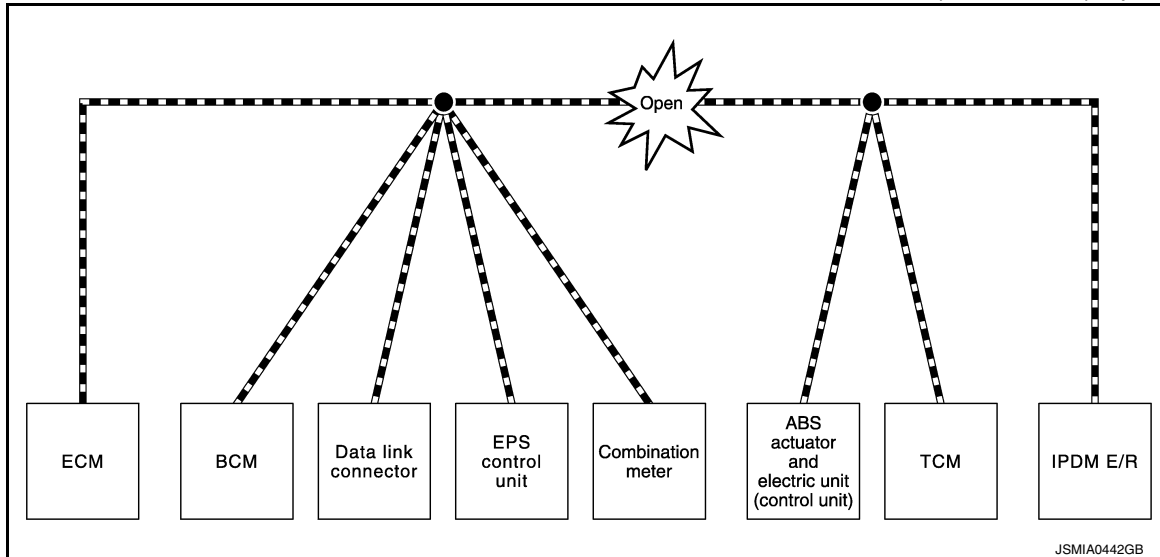 Open
ECM
BCM
Data link
connector
EPS
control
unit
Combination
meter
ABS
actuator
and
electric unit
(control unit)
TCM
IPDM E/R
JSMIA0442GB